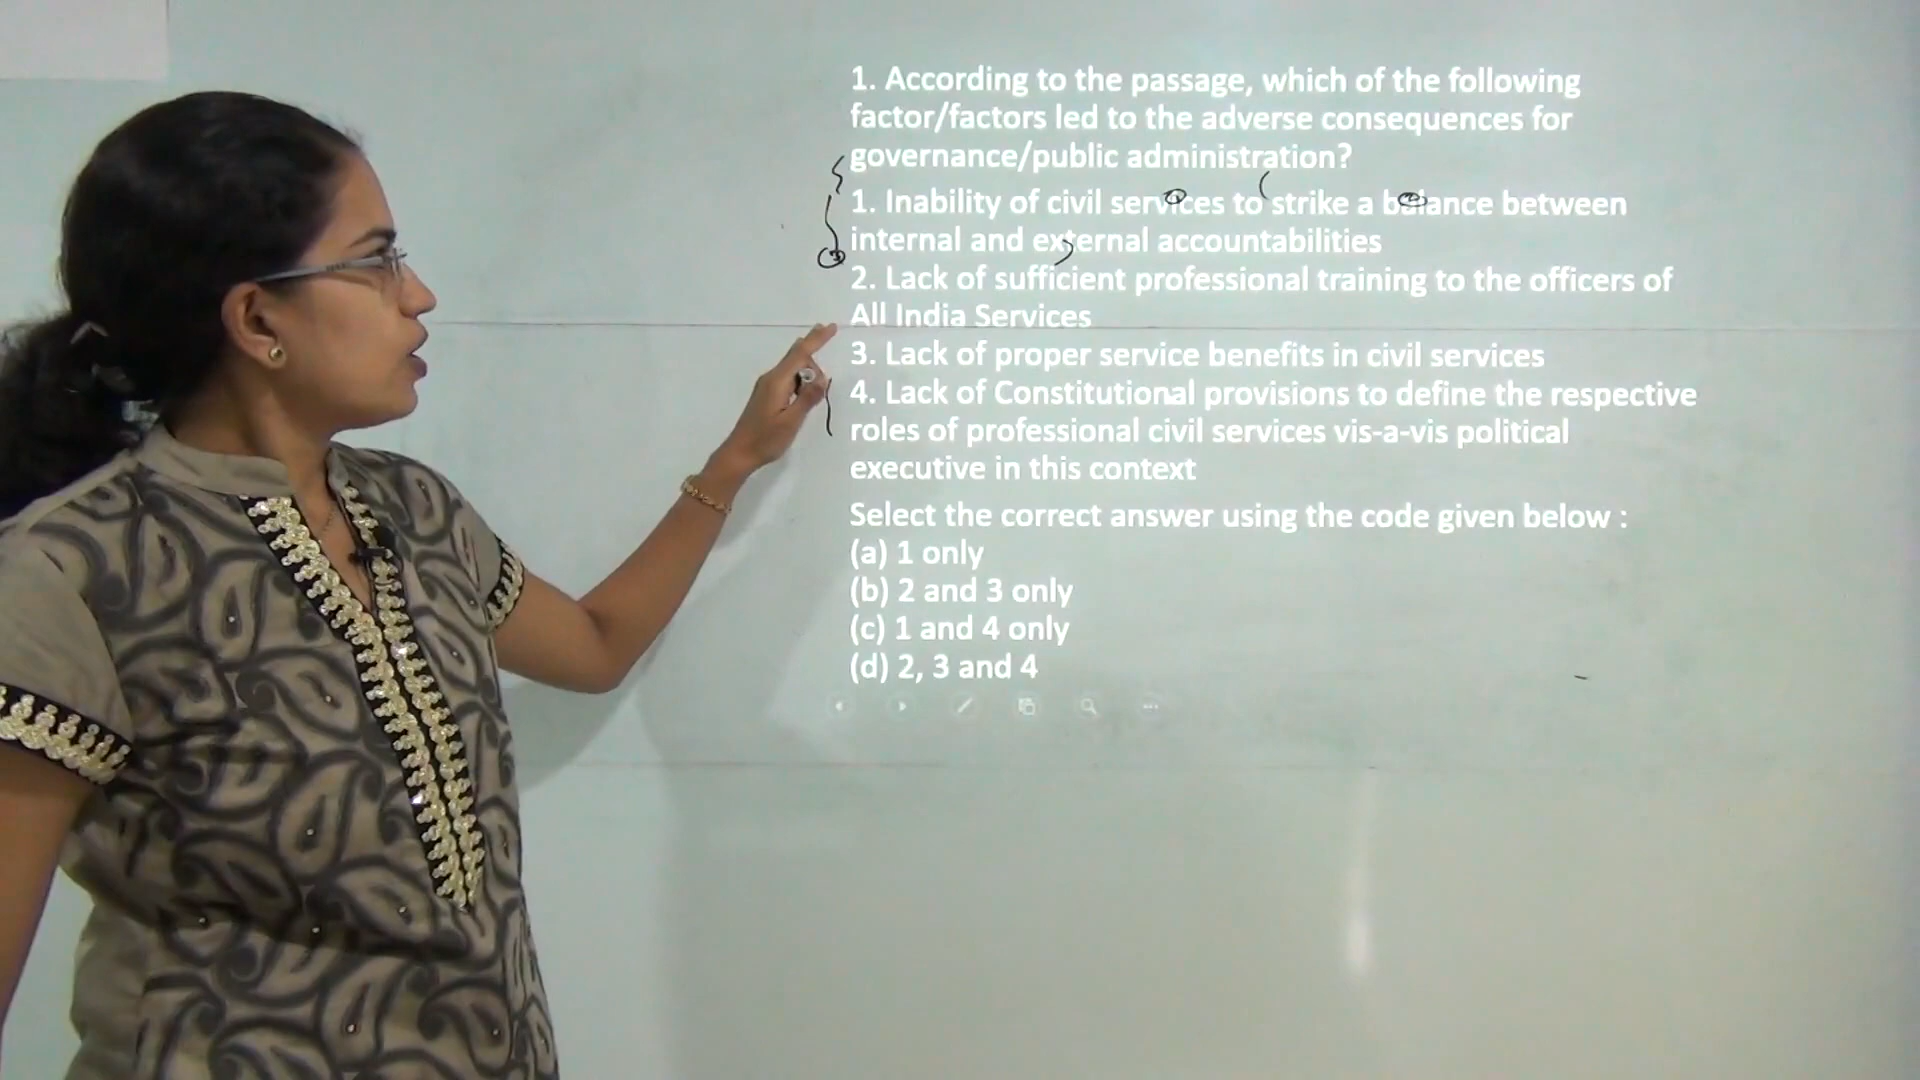 1. According to the passage, which of the following
factor/factors led to the adverse consequences for
governance/public administration?
1. Inability of civil services to strike a balance between
internal and external accountabilities
2. Lack of sufficient professional training to the officers of
All India Services
3. Lack of proper service benefits in civil services
4. Lack of Constitutional provisions to define the respective
roles of professional civil services vis-a-vis political
executive in this context
Select the correct answer using the code given below :
(a) 1 only
(b) 2 and 3 only
(c) 1 and 4 only
(d) 2, 3 and 4